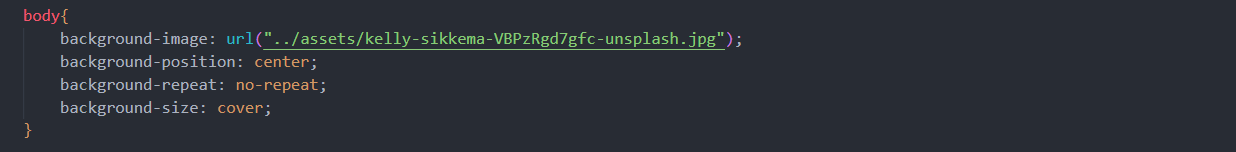 body{
background-image: url("../assets/kelly-sikkema-VBPzRgd7gfc-unsplash.jpg");
background-position: center;
background-repeat: no-repeat;
background-size: cover;
}